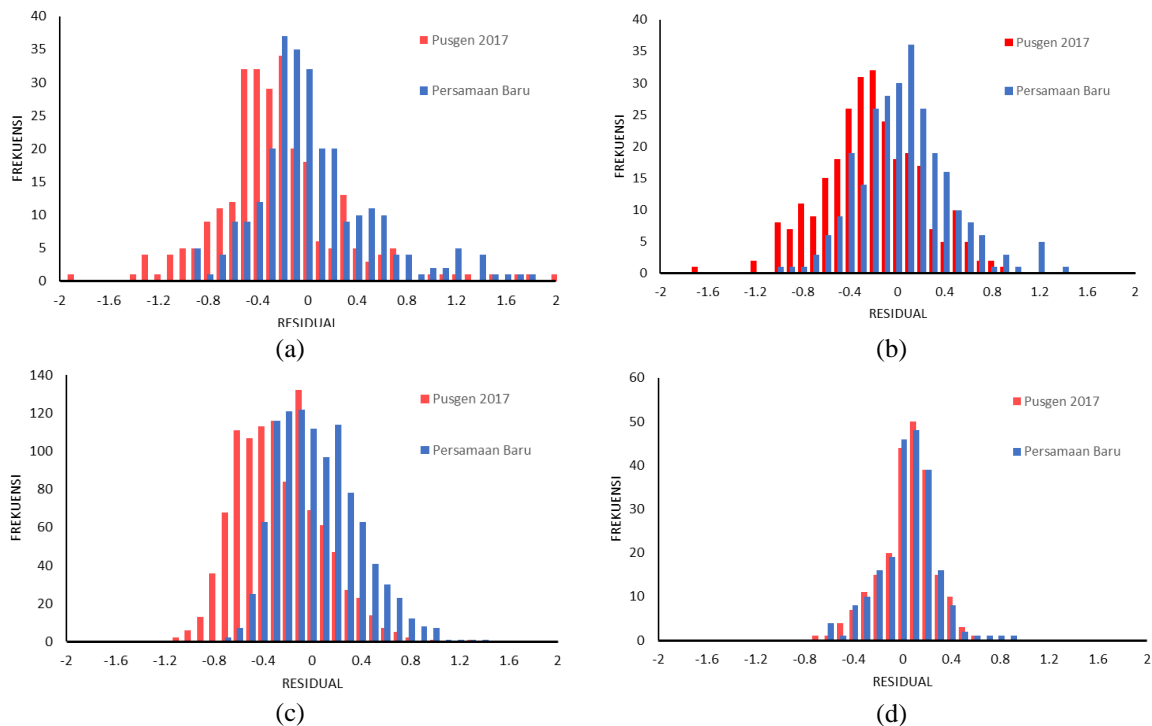 40
35
30
25
20
15
10
5
0
FREKUENSI
Pusgen 2017
Persamaan Baru
-2 -1.6 -1.2 -0.8 -0.4 0 0.4 0.8 1.2 1.6 2
RESIDUAL
(a)
40
35
30
25
20
15
10
5
0
FREKUENSI
Pusgen 2017
Persamaan Baru
-2 -1.6 -1.2 -0.8 -0.4 0 0.4 0.8 1.2 1.6 2
RESIDUAL
(b)
140
120
100
80
60
40
20
0
FREKUENSI
Pusgen 2017
Persamaan Baru
-2 -1.6 -1.2 -0.8 -0.4 0 0.4 0.8 1.2 1.6 2
RESIDUAL
(c)
60
50
40
30
20
10
0
FREKUENSI
Pusgen 2017
Persamaan Baru
-2 -1.6 -1.2 -0.8 -0.4 0 0.4 0.8 1.2 1.6 2
RESIDUAL
(d)